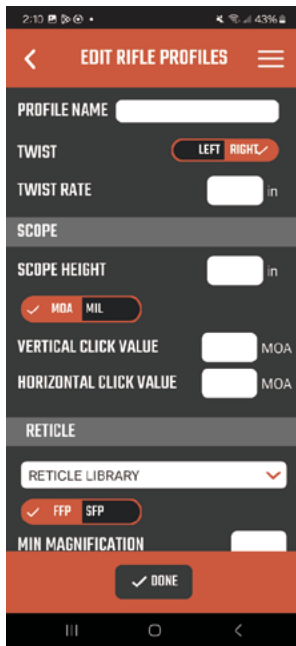 2:10
43%
EDIT RIFLE PROFILES
PROFILE NAME
TWIST LEFT RIGHT
TWIST RATE in
SCOPE
SCOPE HEIGHT in
MOA MIL
VERTICAL CLICK VALUE MOA
HORIZONTAL CLICK VALUE MOA
RETICLE
RETICLE LIBRARY
FFP SFP
MIN MAGNIFICATION
DONE